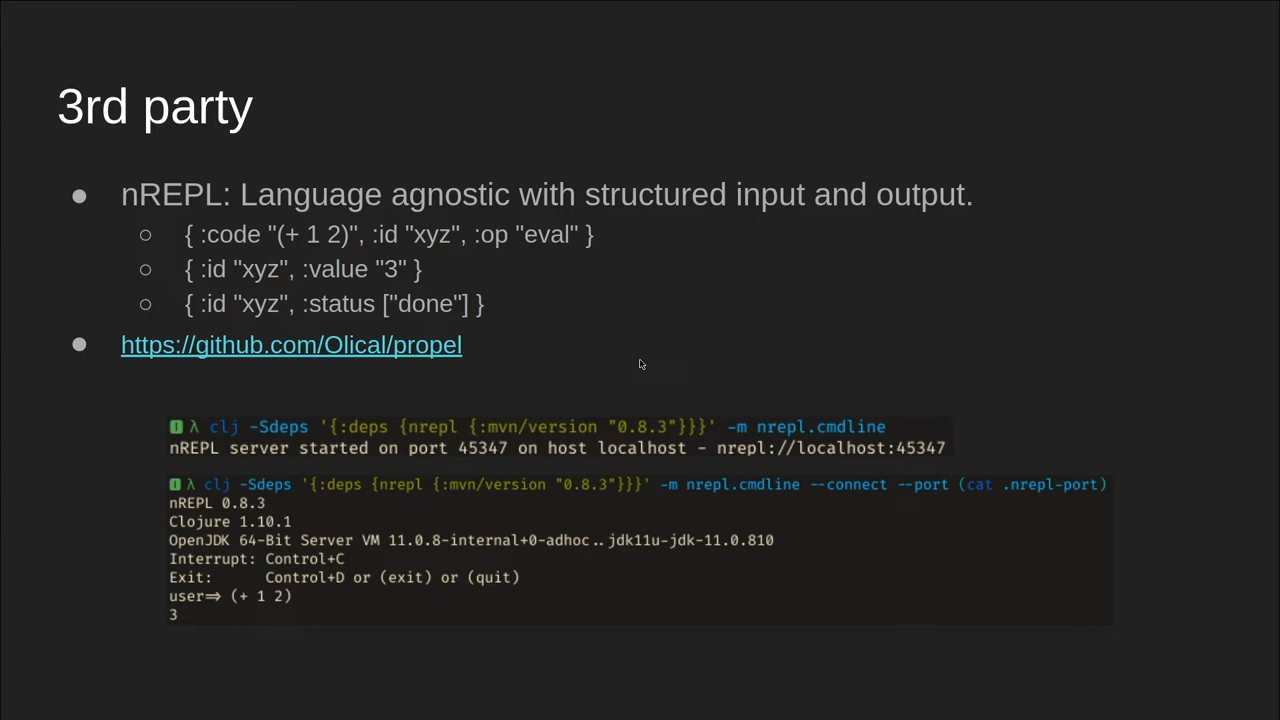 3rd party
● nREPL: Language agnostic with structured input and output.
○ { :code "(+ 1 2)", :id "xyz", :op "eval" }
○ { :id "xyz", :value "3" }
○ { :id "xyz", :status ["done"] }
● https://github.com/Olical/propel
I λ clj -Sdeps '{:deps {nrepl {:mvn/version "0.8.3"}}}' -m nrepl.cmdline
nREPL server started on port 45347 on host localhost - nrepl://localhost:45347
I λ clj -Sdeps '{:deps {nrepl {:mvn/version "0.8.3"}}}' -m nrepl.cmdline --connect --port (cat .nrepl-port)
nREPL 0.8.3
Clojure 1.10.1
OpenJDK 64-Bit Server VM 11.0.8-internal+0-adhoc..jdk11u-jdk-11.0.810
Interrupt: Control+C
Exit: Control+D or (exit) or (quit)
user=> (+ 1 2)
3